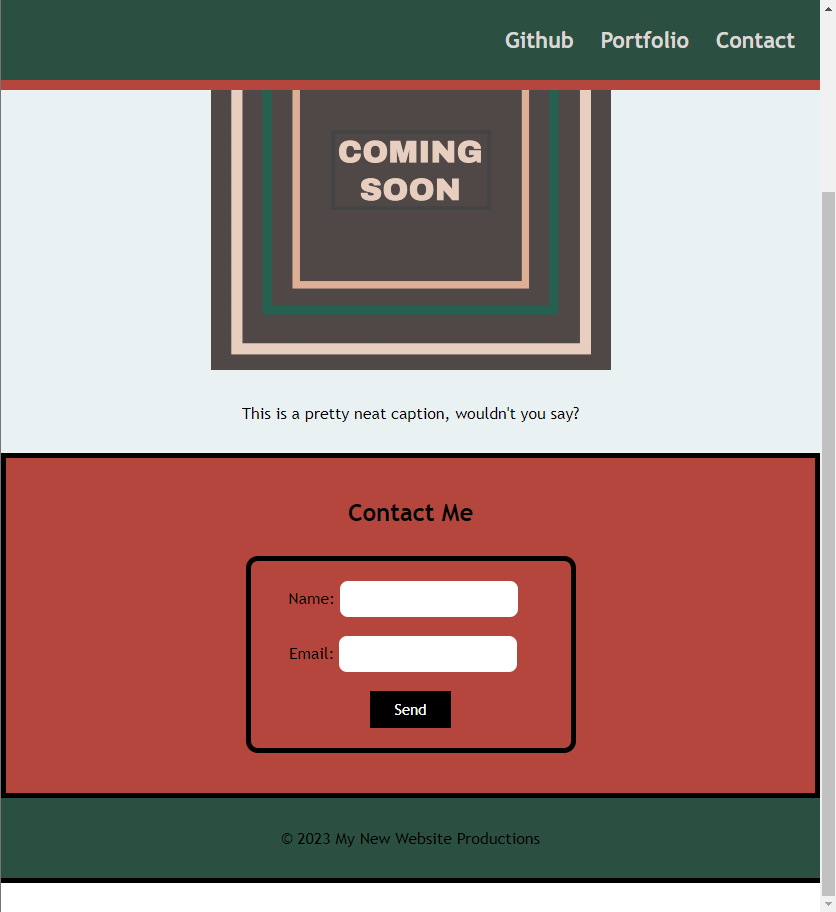 Github Portfolio Contact
COMING
SOON
This is a pretty neat caption, wouldn't you say?
Contact Me
Name:
Email:
Send
© 2023 My New Website Productions